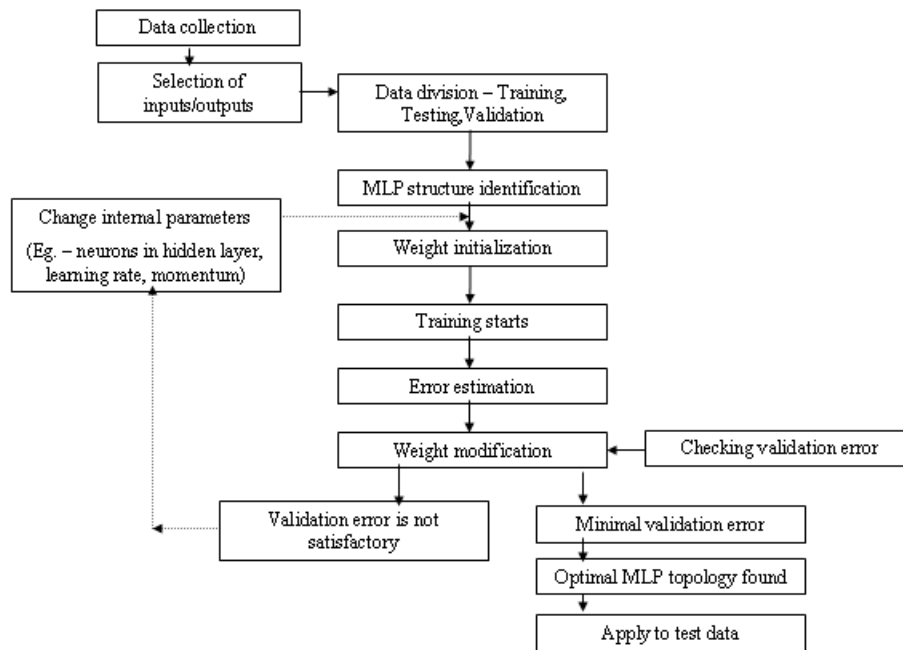 Data collection
Selection of
inputs/outputs
Data division – Training,
Testing,Validation
MLP structure identification
Change internal parameters
(Eg. – neurons in hidden layer,
learning rate, momentum)
Weight initialization
Training starts
Error estimation
Weight modification
Checking validation error
Validation error is not
satisfactory
Minimal validation error
Optimal MLP topology found
Apply to test data